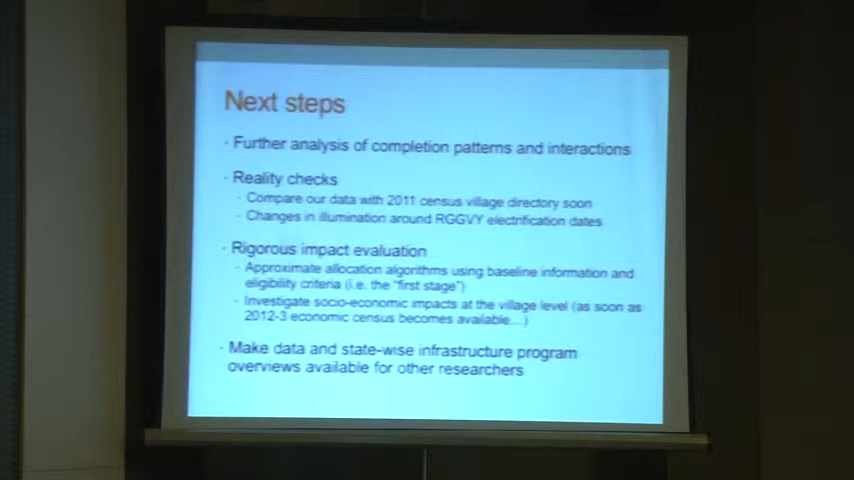 Next steps
· Further analysis of completion patterns and interactions
· Reality checks
- Compare our data with 2011 census village directory soon
- Changes in illumination around RGGVY electrification dates
· Rigorous impact evaluation
- Approximate allocation algorithms using baseline information and
eligibility criteria (i.e. the "first stage")
- Investigate socio-economic impacts at the village level (as soon as
2012-3 economic census becomes available…)
· Make data and state-wise infrastructure program
overviews available for other researchers